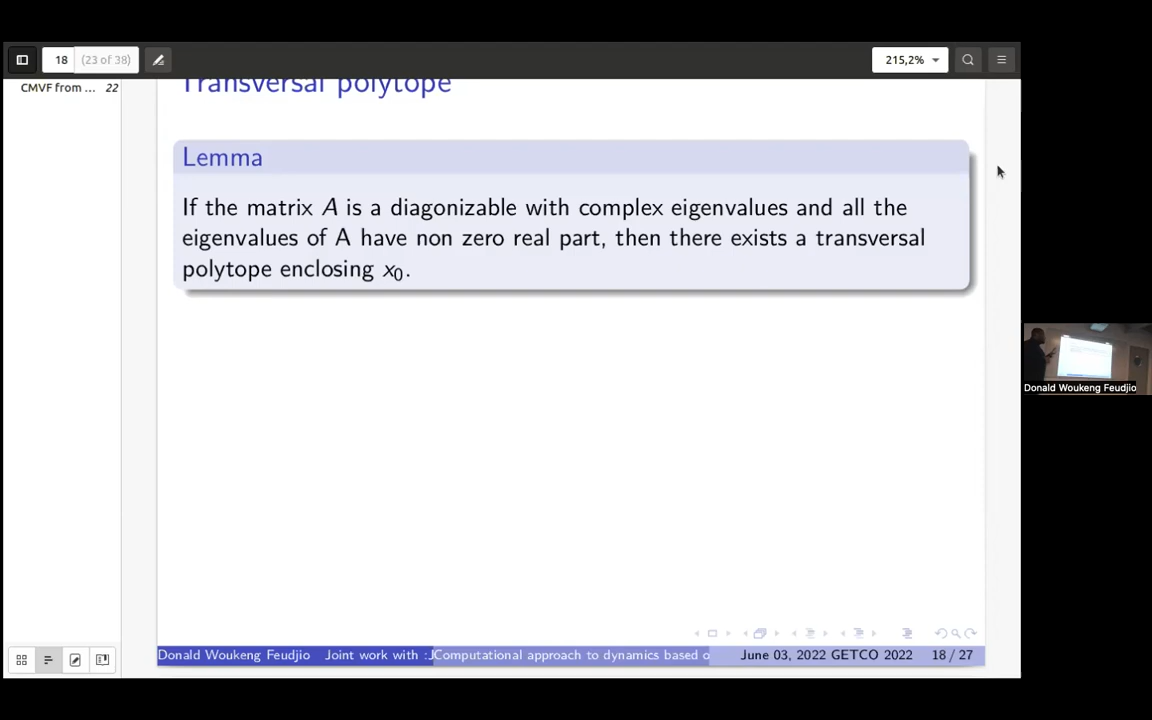 18 (23 of 38) 215,2%
CMVF from ... 22
Transversal polytope
Lemma
If the matrix A is a diagonizable with complex eigenvalues and all the
eigenvalues of A have non zero real part, then there exists a transversal
polytope enclosing x₀.
Donald Woukeng Feudjio
Donald Woukeng Feudjio Joint work with :JComputational approach to dynamics based o June 03, 2022 GETCO 2022 18 / 27